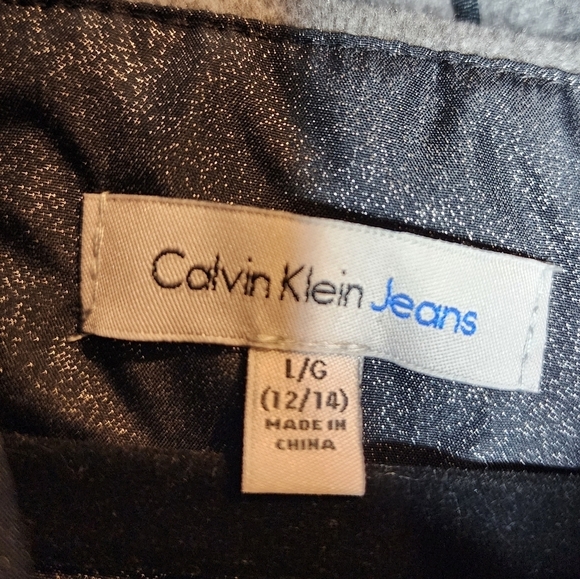 Calvin Klein Jeans
L/G
(12/14)
MADE IN
CHINA